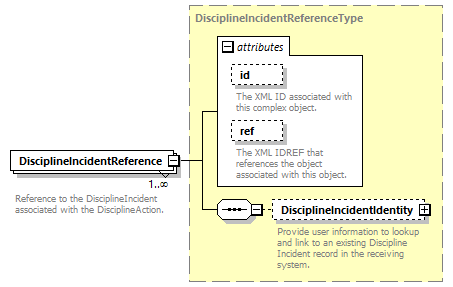 DisciplineIncidentReferenceType
attributes
id
The XML ID associated with
this complex object.
ref
The XML IDREF that
references the object
associated with this object.
DisciplineIncidentReference
1..∞
Reference to the DisciplineIncident
associated with the DisciplineAction.
DisciplineIncidentIdentity
Provide user information to lookup
and link to an existing Discipline
Incident record in the receiving
system.